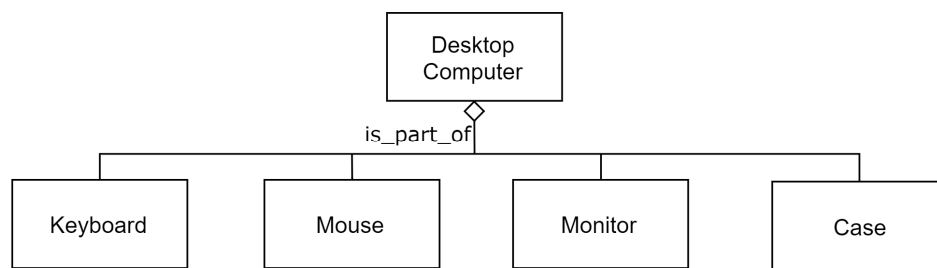 Desktop
Computer
is_part_of
Keyboard
Mouse
Monitor
Case